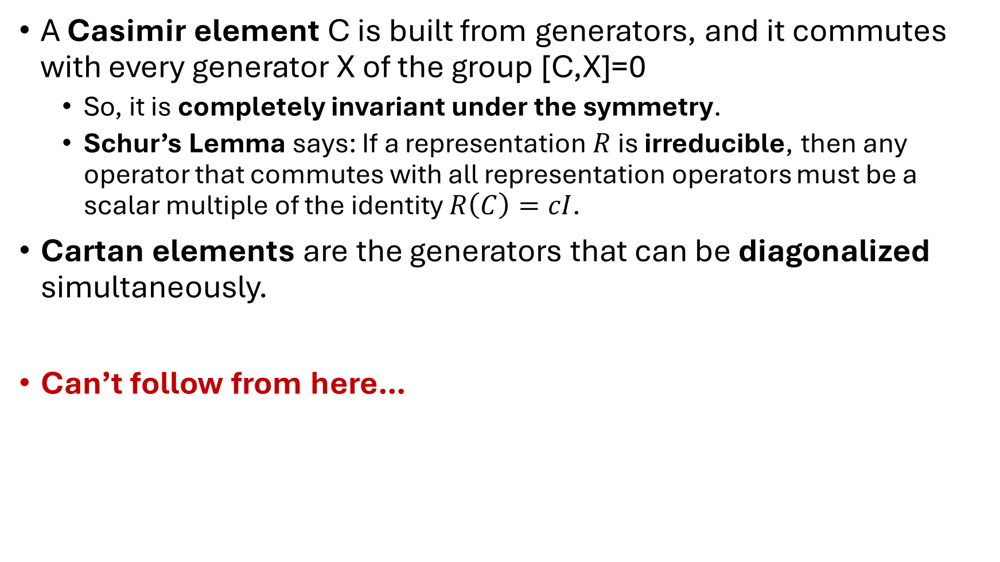 • A Casimir element C is built from generators, and it commutes
with every generator X of the group [C,X]=0
• So, it is completely invariant under the symmetry.
• Schur’s Lemma says: If a representation 𝑅 is irreducible, then any
operator that commutes with all representation operators must be a
scalar multiple of the identity 𝑅(𝐶) = 𝑐𝐼.
• Cartan elements are the generators that can be diagonalized
simultaneously.
• Can’t follow from here…